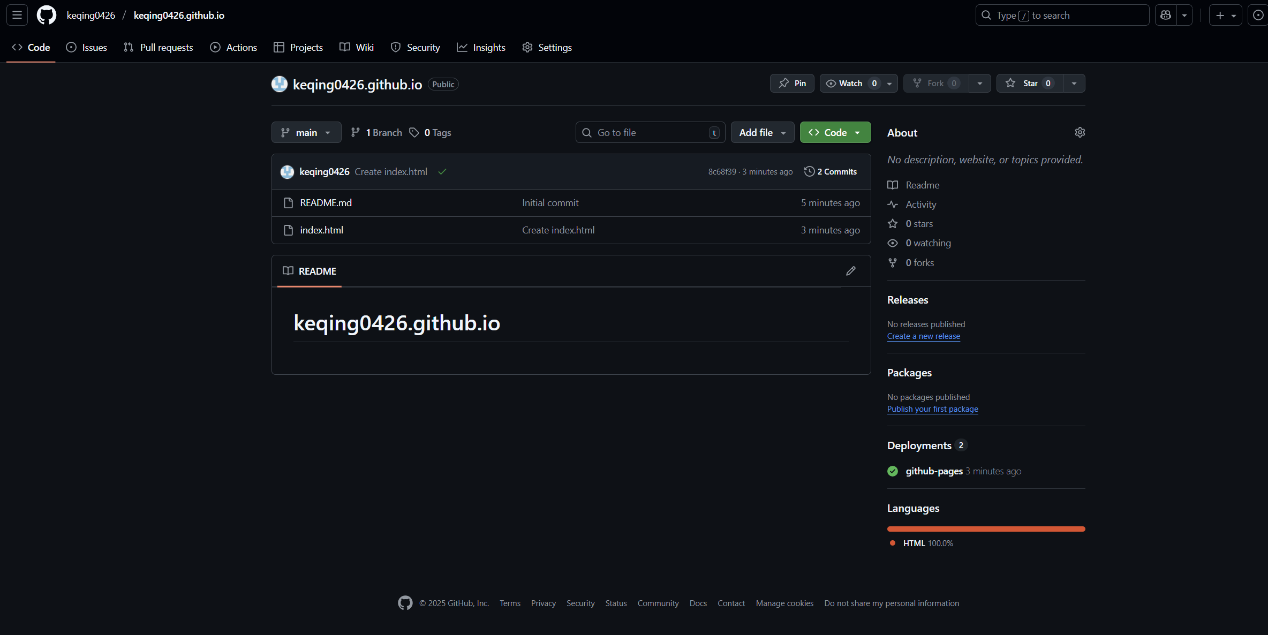 keqing0426 / keqing0426.github.io
Type / to search
Code Issues Pull requests Actions Projects Wiki Security Insights Settings
keqing0426.github.io Public
Pin Watch 0 Fork 0 Star 0
main 1 Branch 0 Tags Go to file t Add file Code
keqing0426 Create index.html 8c68f39 · 3 minutes ago 2 Commits
README.md Initial commit 5 minutes ago
index.html Create index.html 3 minutes ago
README
keqing0426.github.io
About
No description, website, or topics provided.
Readme
Activity
0 stars
0 watching
0 forks
Releases
No releases published
Create a new release
Packages
No packages published
Publish your first package
Deployments 2
github-pages 3 minutes ago
Languages
HTML 100.0%
© 2025 GitHub, Inc. Terms Privacy Security Status Community Docs Contact Manage cookies Do not share my personal information